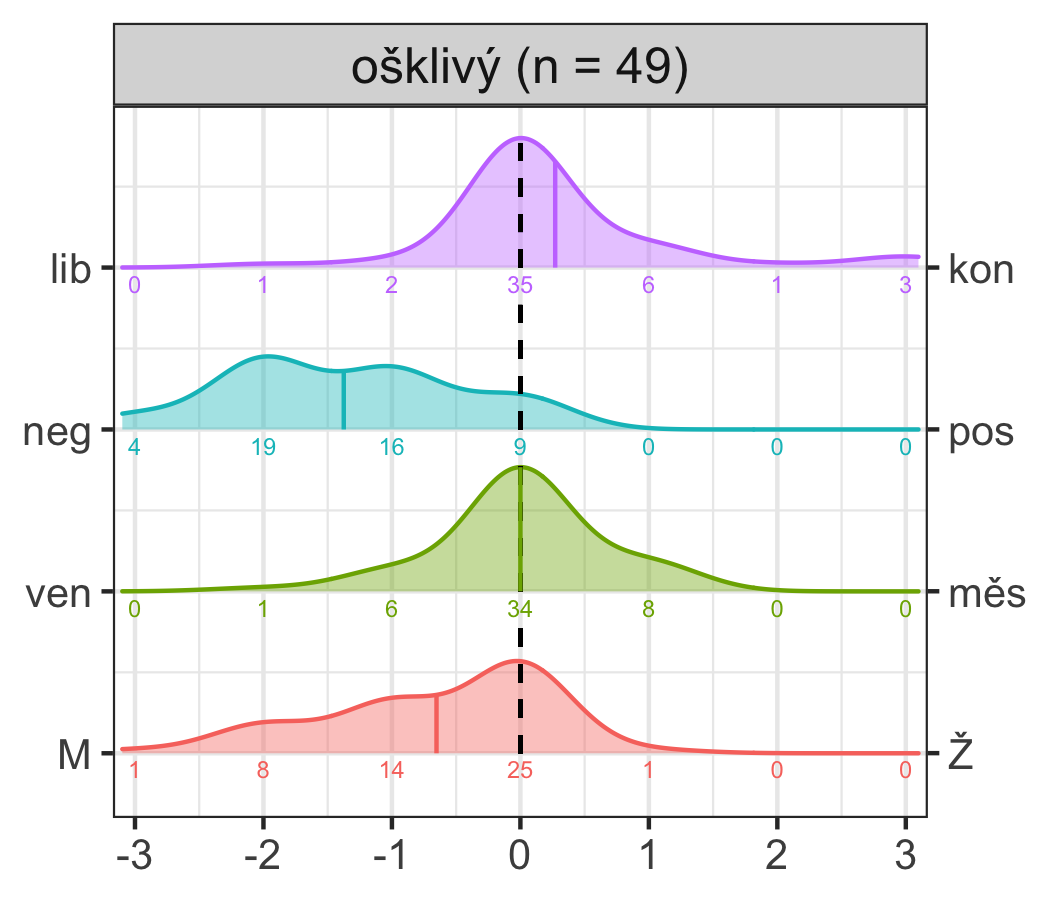 ošklivý (n = 49)
lib kon
0 1 2 35 6 1 3
neg pos
4 19 16 9 0 0 0
ven měs
0 1 6 34 8 0 0
M Ž
1 8 14 25 1 0 0
-3 -2 -1 0 1 2 3